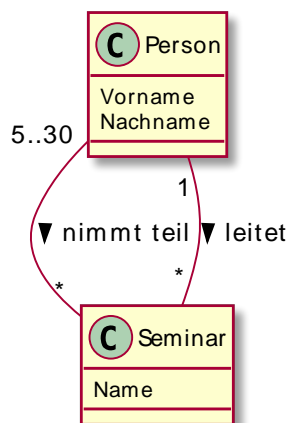 C Person
Vorname
Nachname
5..30
1
nimmt teil
leitet
*
*
C Seminar
Name